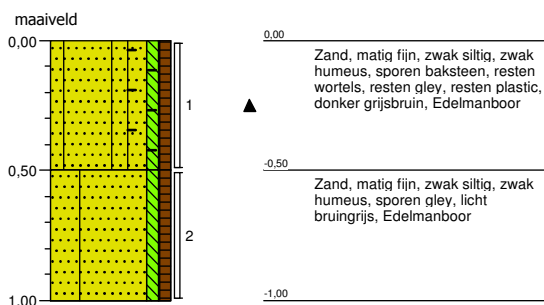 maaiveld
0,00
0,50
1,00
1
2
0,00
Zand, matig fijn, zwak siltig, zwak
humeus, sporen baksteen, resten
wortels, resten gley, resten plastic,
donker grijsbruin, Edelmanboor
-0,50
Zand, matig fijn, zwak siltig, zwak
humeus, sporen gley, licht
bruingrijs, Edelmanboor
-1,00